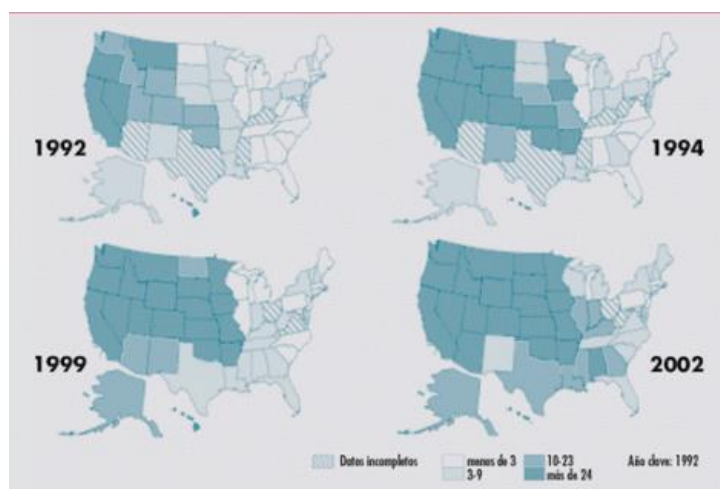 1992
1994
1999
2002
Datos incompletos
menos de 3
3-9
10-23
más de 24
Año clave: 1992